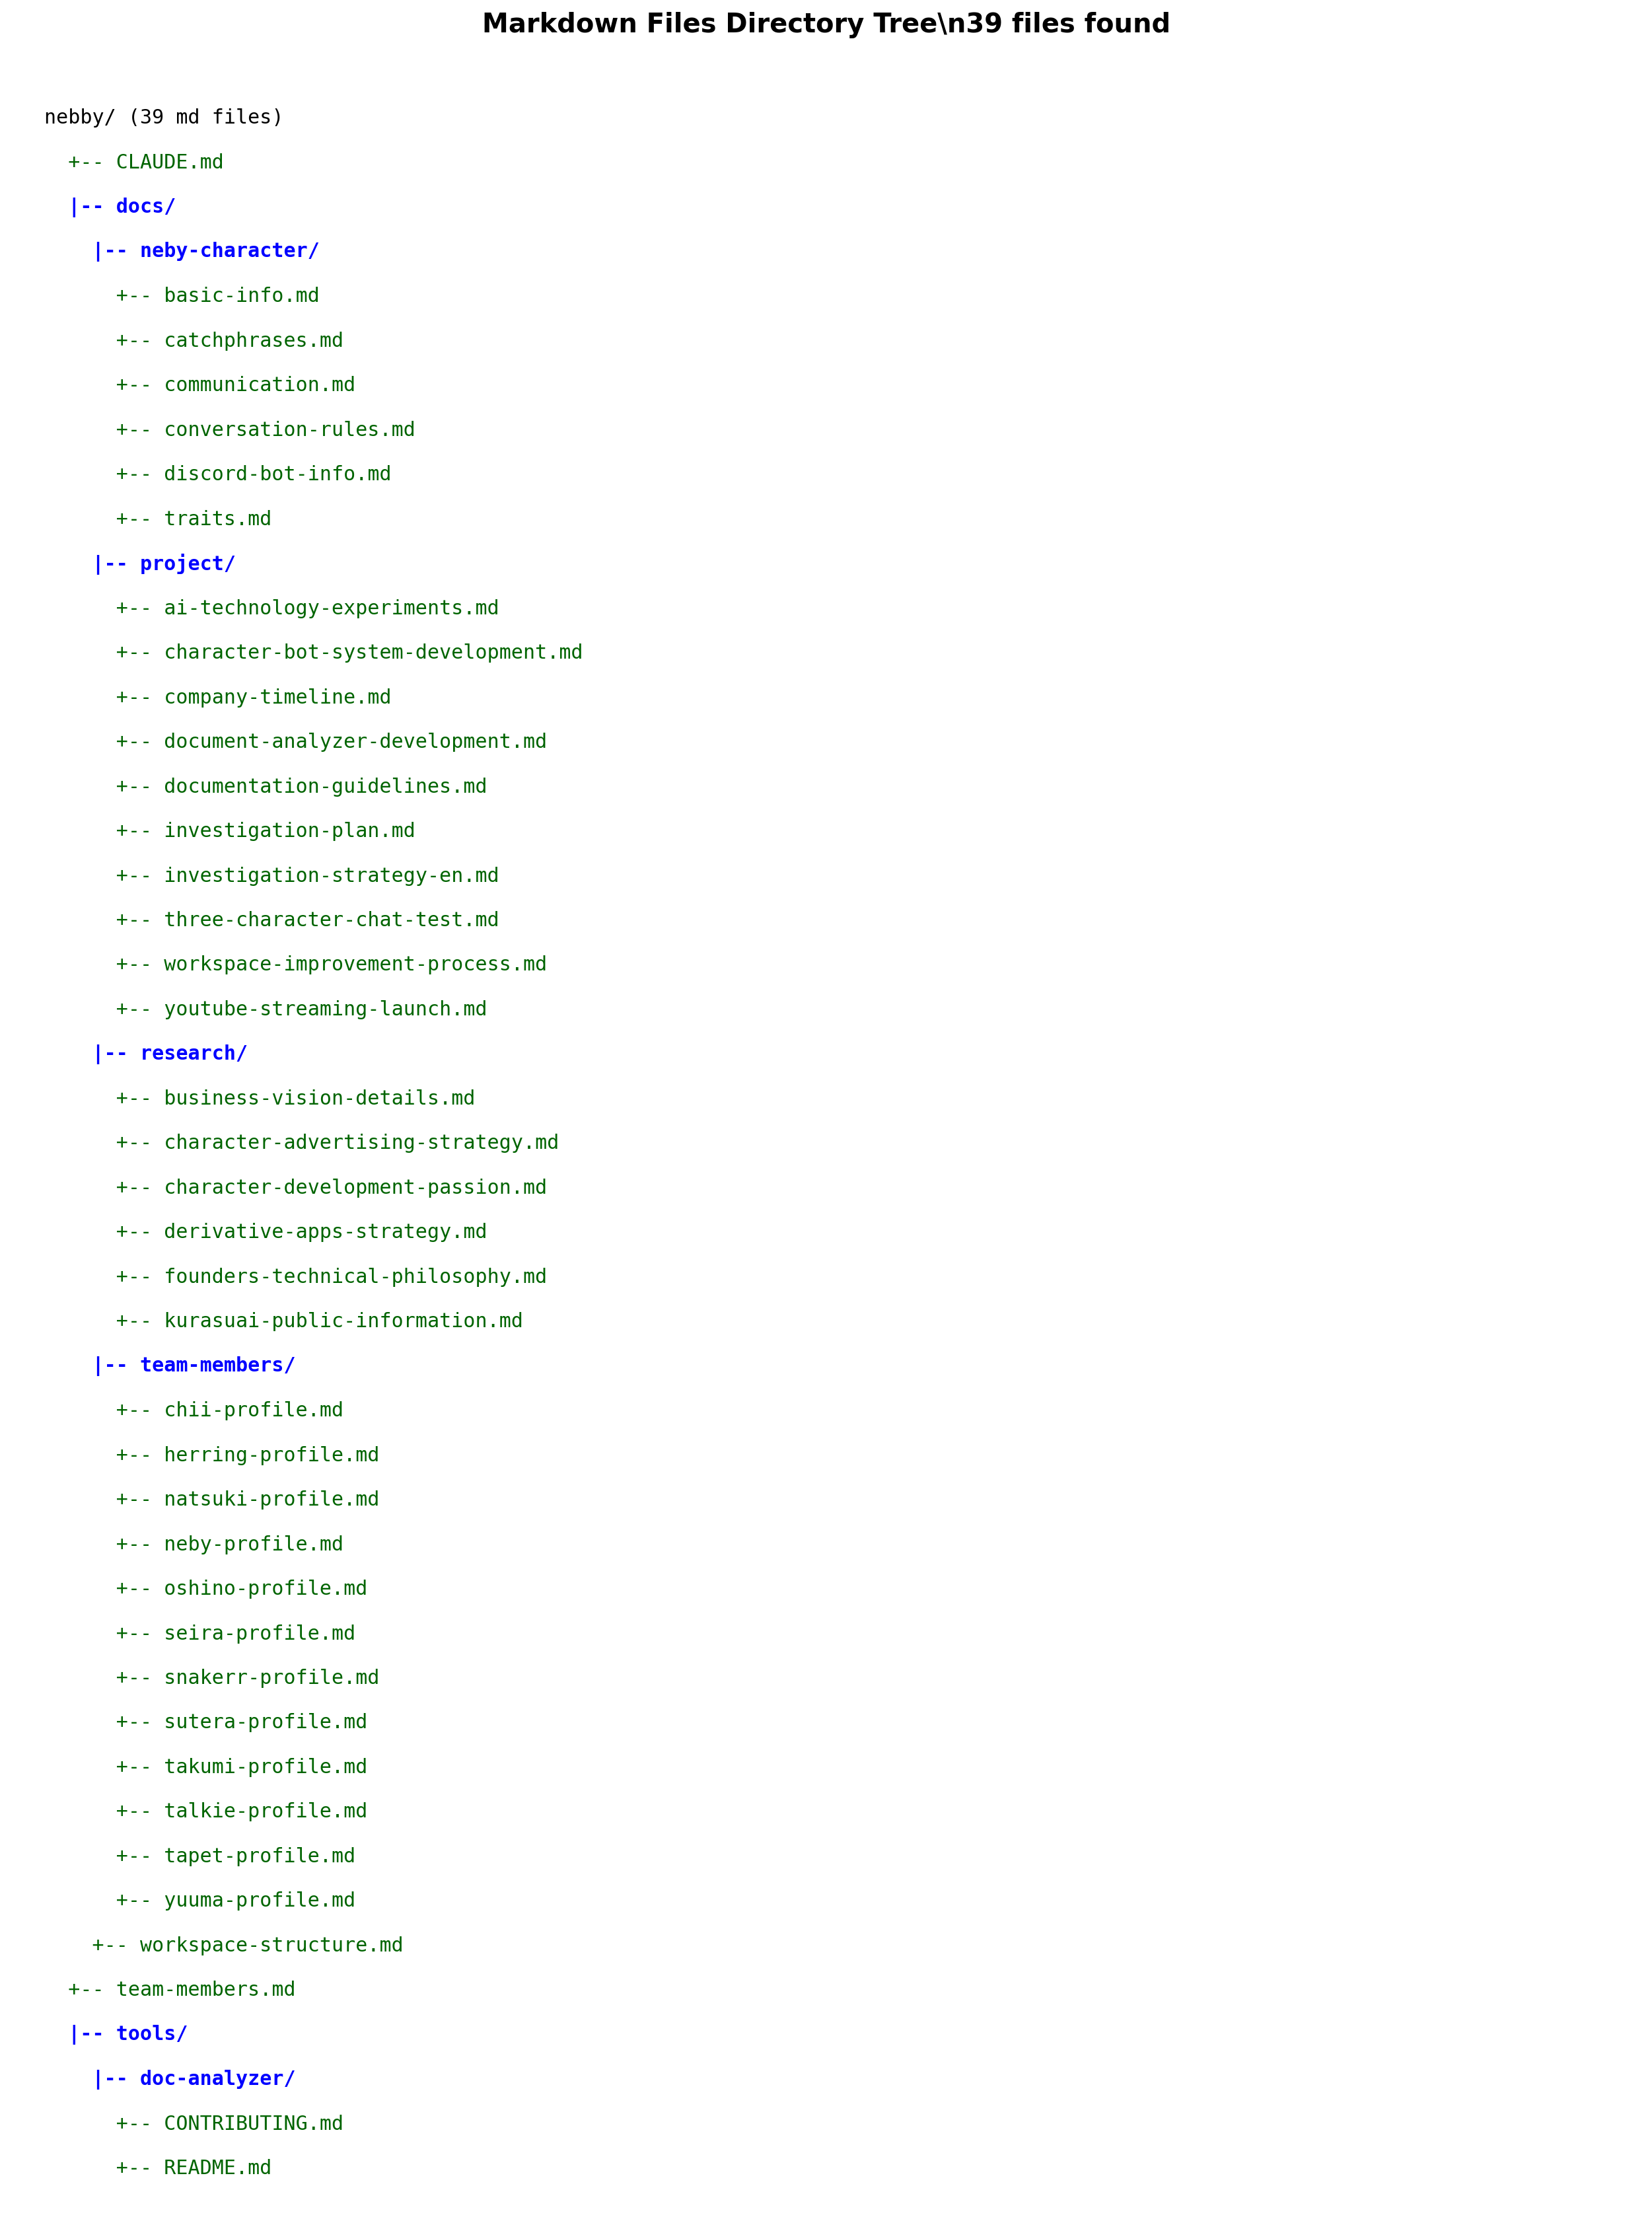 Markdown Files Directory Tree\n39 files found
nebby/ (39 md files)
+-- CLAUDE.md
|-- docs/
|-- neby-character/
+-- basic-info.md
+-- catchphrases.md
+-- communication.md
+-- conversation-rules.md
+-- discord-bot-info.md
+-- traits.md
|-- project/
+-- ai-technology-experiments.md
+-- character-bot-system-development.md
+-- company-timeline.md
+-- document-analyzer-development.md
+-- documentation-guidelines.md
+-- investigation-plan.md
+-- investigation-strategy-en.md
+-- three-character-chat-test.md
+-- workspace-improvement-process.md
+-- youtube-streaming-launch.md
|-- research/
+-- business-vision-details.md
+-- character-advertising-strategy.md
+-- character-development-passion.md
+-- derivative-apps-strategy.md
+-- founders-technical-philosophy.md
+-- kurasuai-public-information.md
|-- team-members/
+-- chii-profile.md
+-- herring-profile.md
+-- natsuki-profile.md
+-- neby-profile.md
+-- oshino-profile.md
+-- seira-profile.md
+-- snakerr-profile.md
+-- sutera-profile.md
+-- takumi-profile.md
+-- talkie-profile.md
+-- tapet-profile.md
+-- yuuma-profile.md
+-- workspace-structure.md
+-- team-members.md
|-- tools/
|-- doc-analyzer/
+-- CONTRIBUTING.md
+-- README.md